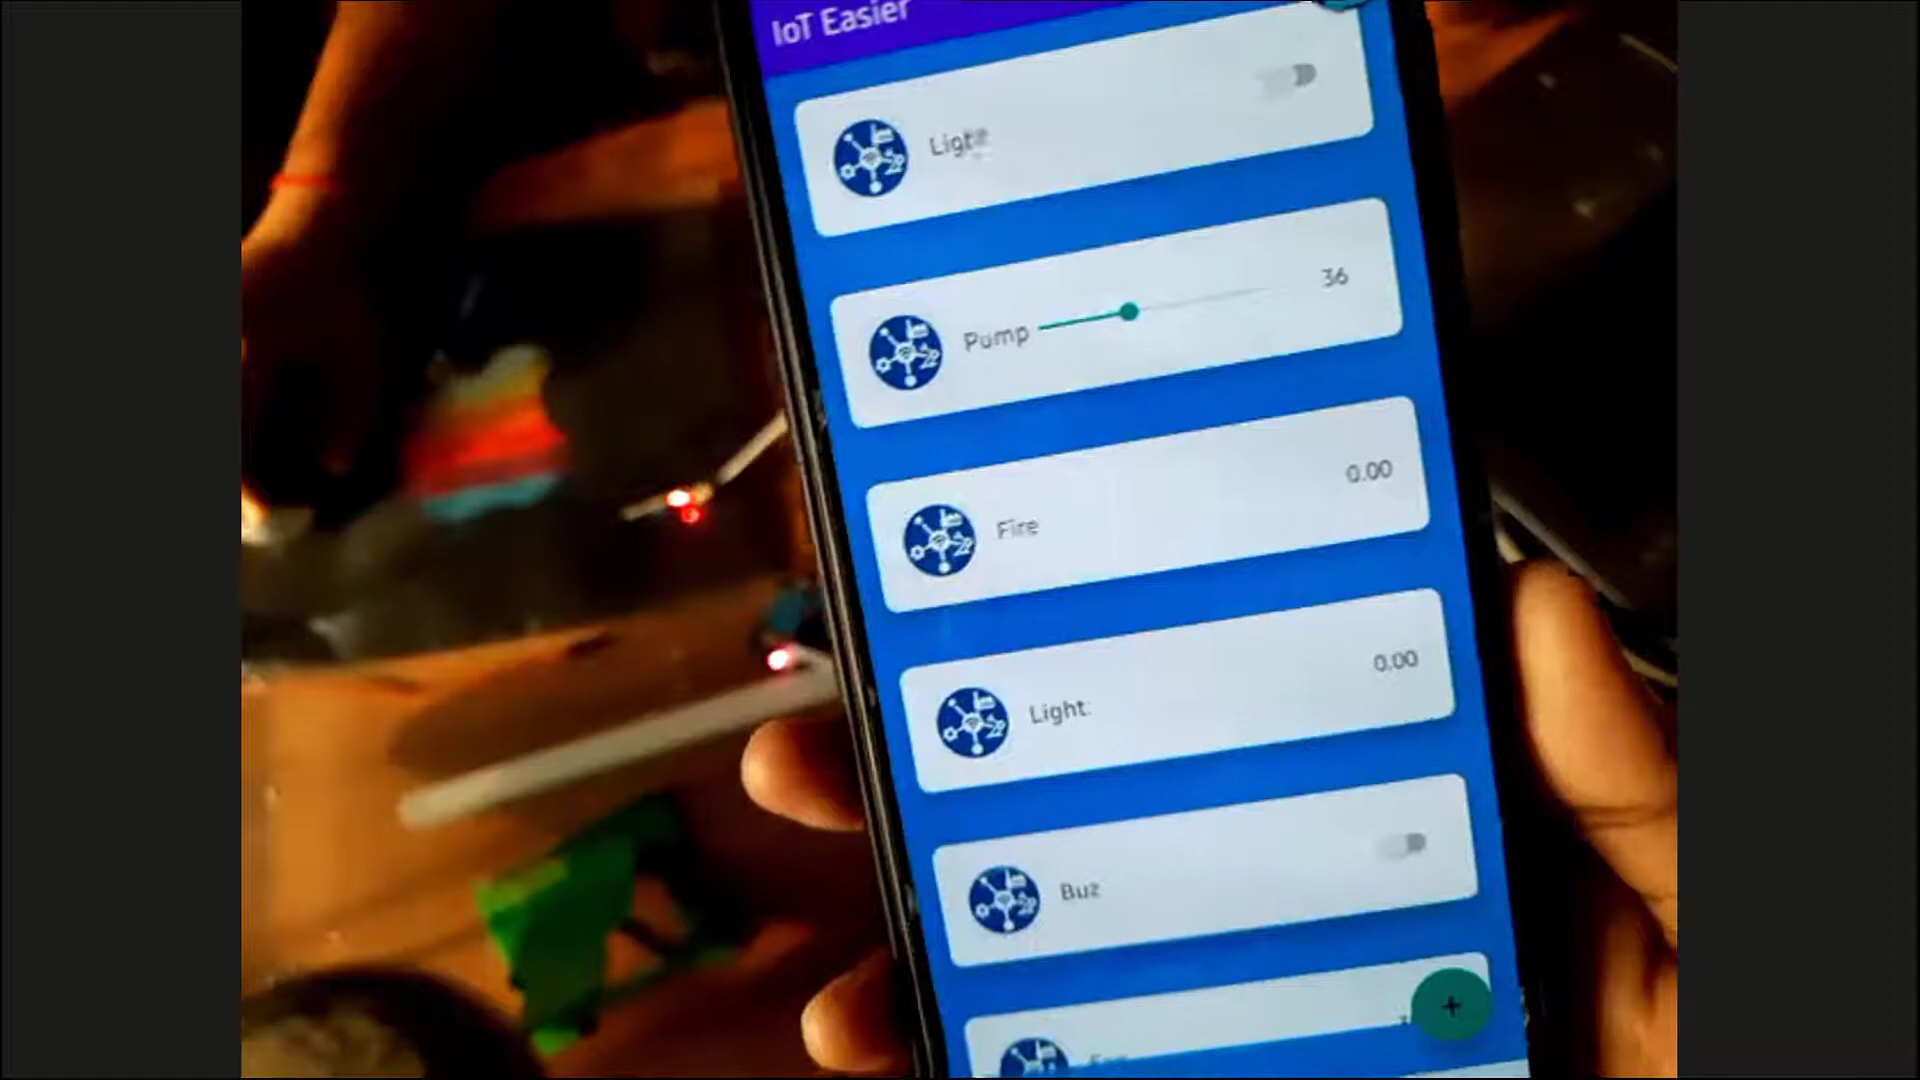 IoT Easier
Light
Pump
36
Fire
0.00
Light
0.00
Buz
+